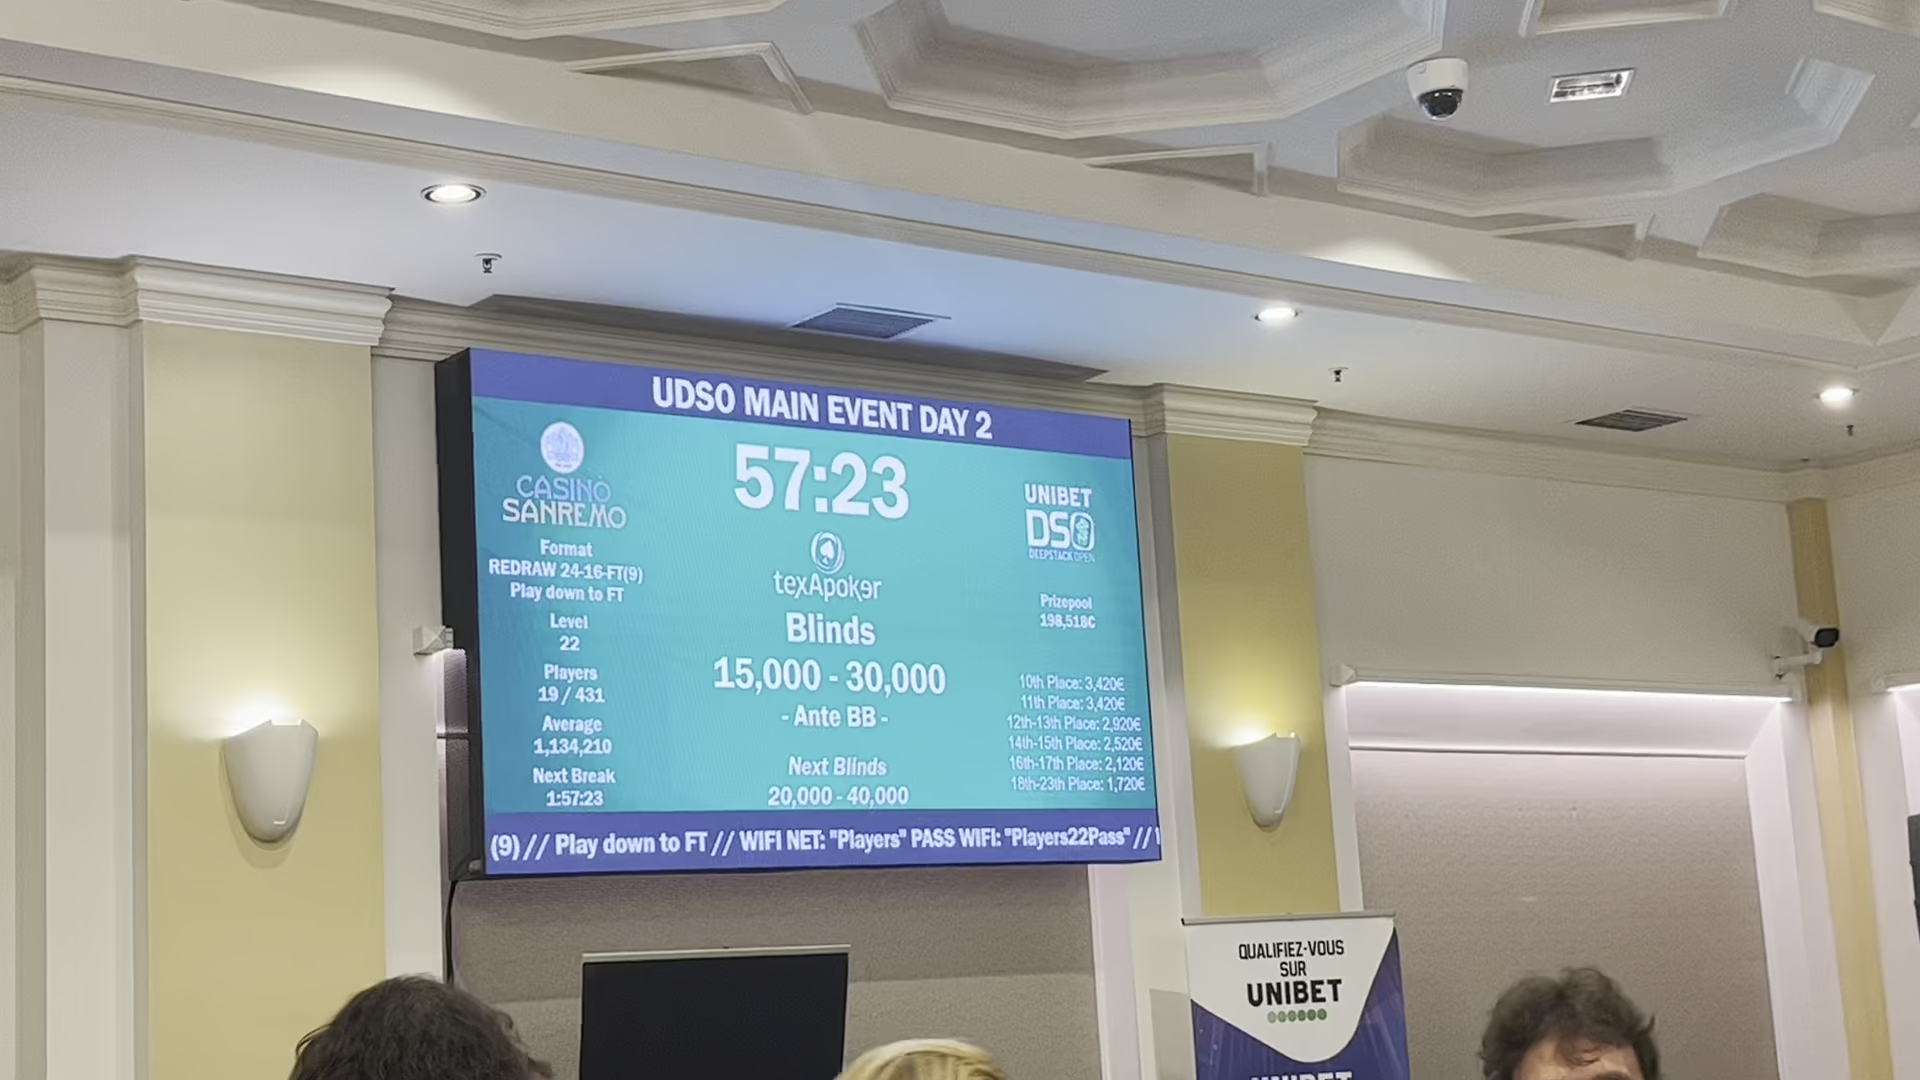 UDSO MAIN EVENT DAY 2
57:23
CASINÒ
SANREMO
Format
REDRAW 24-16-FT(9)
Play down to FT
Level
22
Players
19 / 431
Average
1,134,210
Next Break
1:57:23
texApoker
Blinds
15,000 - 30,000
- Ante BB -
Next Blinds
20,000 - 40,000
UNIBET
DSO
DEEPSTACK OPEN
Prizepool
198,518€
10th Place: 3,420€
11th Place: 3,420€
12th-13th Place: 2,920€
14th-15th Place: 2,520€
16th-17th Place: 2,120€
18th-23th Place: 1,720€
(9) // Play down to FT // WIFI NET: "Players" PASS WIFI: "Players22Pass" //
QUALIFIEZ-VOUS
SUR
UNIBET
UNIBET